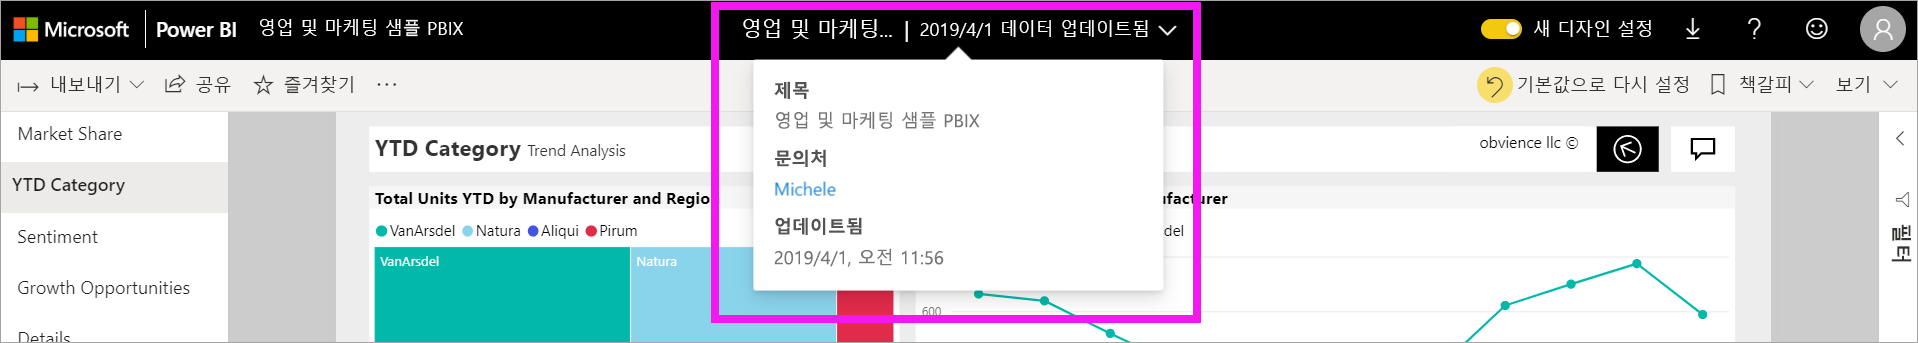 Microsoft Power BI 영업 및 마케팅 샘플 PBIX 영업 및 마케팅... | 2019/4/1 데이터 업데이트됨 새 디자인 설정 ?
내보내기 공유 즐겨찾기 ... 기본값으로 다시 설정 책갈피 보기
제목
영업 및 마케팅 샘플 PBIX
문의처
Michele
업데이트됨
2019/4/1, 오전 11:56
Market Share
YTD Category
Sentiment
Growth Opportunities
Details
YTD Category Trend Analysis
obvience llc ©
Total Units YTD by Manufacturer and Region
VanArsdel Natura Aliqui Pirum
VanArsdel Natura
600
필터